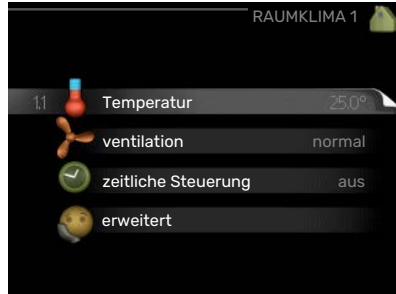 RAUMKLIMA 1
1.1 Temperatur 25.0°
ventilation normal
zeitliche Steuerung aus
erweitert